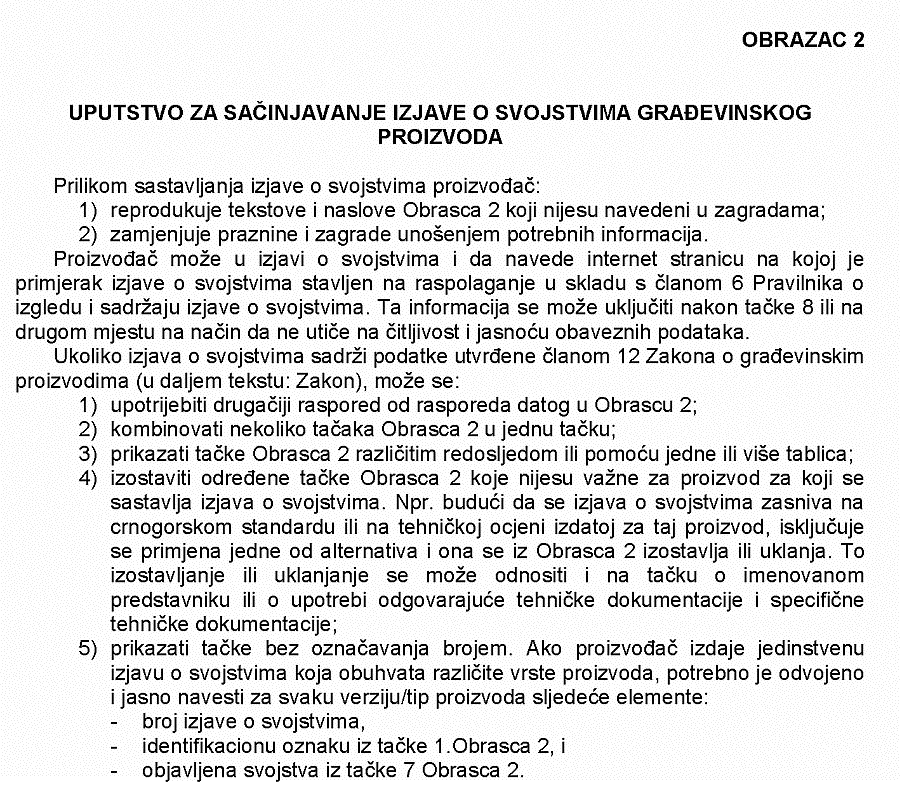 OBRAZAC 2
UPUTSTVO ZA SAČINJAVANJE IZJAVE O SVOJSTVIMA GRAĐEVINSKOG
PROIZVODA
Prilikom sastavljanja izjave o svojstvima proizvođač:
1) reprodukuje tekstove i naslove Obrasca 2 koji nijesu navedeni u zagradama;
2) zamjenjuje praznine i zagrade unošenjem potrebnih informacija.
Proizvođač može u izjavi o svojstvima i da navede internet stranicu na kojoj je
primjerak izjave o svojstvima stavljen na raspolaganje u skladu s članom 6 Pravilnika o
izgledu i sadržaju izjave o svojstvima. Ta informacija se može uključiti nakon tačke 8 ili na
drugom mjestu na način da ne utiče na čitljivost i jasnoću obaveznih podataka.
Ukoliko izjava o svojstvima sadrži podatke utvrđene članom 12 Zakona o građevinskim
proizvodima (u daljem tekstu: Zakon), može se:
1) upotrijebiti drugačiji raspored od rasporeda datog u Obrascu 2;
2) kombinovati nekoliko tačaka Obrasca 2 u jednu tačku;
3) prikazati tačke Obrasca 2 različitim redosljedom ili pomoću jedne ili više tablica;
4) izostaviti određene tačke Obrasca 2 koje nijesu važne za proizvod za koji se
sastavlja izjava o svojstvima. Npr. budući da se izjava o svojstvima zasniva na
crnogorskom standardu ili na tehničkoj ocjeni izdatoj za taj proizvod, isključuje
se primjena jedne od alternativa i ona se iz Obrasca 2 izostavlja ili uklanja. To
izostavljanje ili uklanjanje se može odnositi i na tačku o imenovanom
predstavniku ili o upotrebi odgovarajuće tehničke dokumentacije i specifične
tehničke dokumentacije;
5) prikazati tačke bez označavanja brojem. Ako proizvođač izdaje jedinstvenu
izjavu o svojstvima koja obuhvata različite vrste proizvoda, potrebno je odvojeno
i jasno navesti za svaku verziju/tip proizvoda sljedeće elemente:
- broj izjave o svojstvima,
- identifikacionu oznaku iz tačke 1.Obrasca 2, i
- objavljena svojstva iz tačke 7 Obrasca 2.